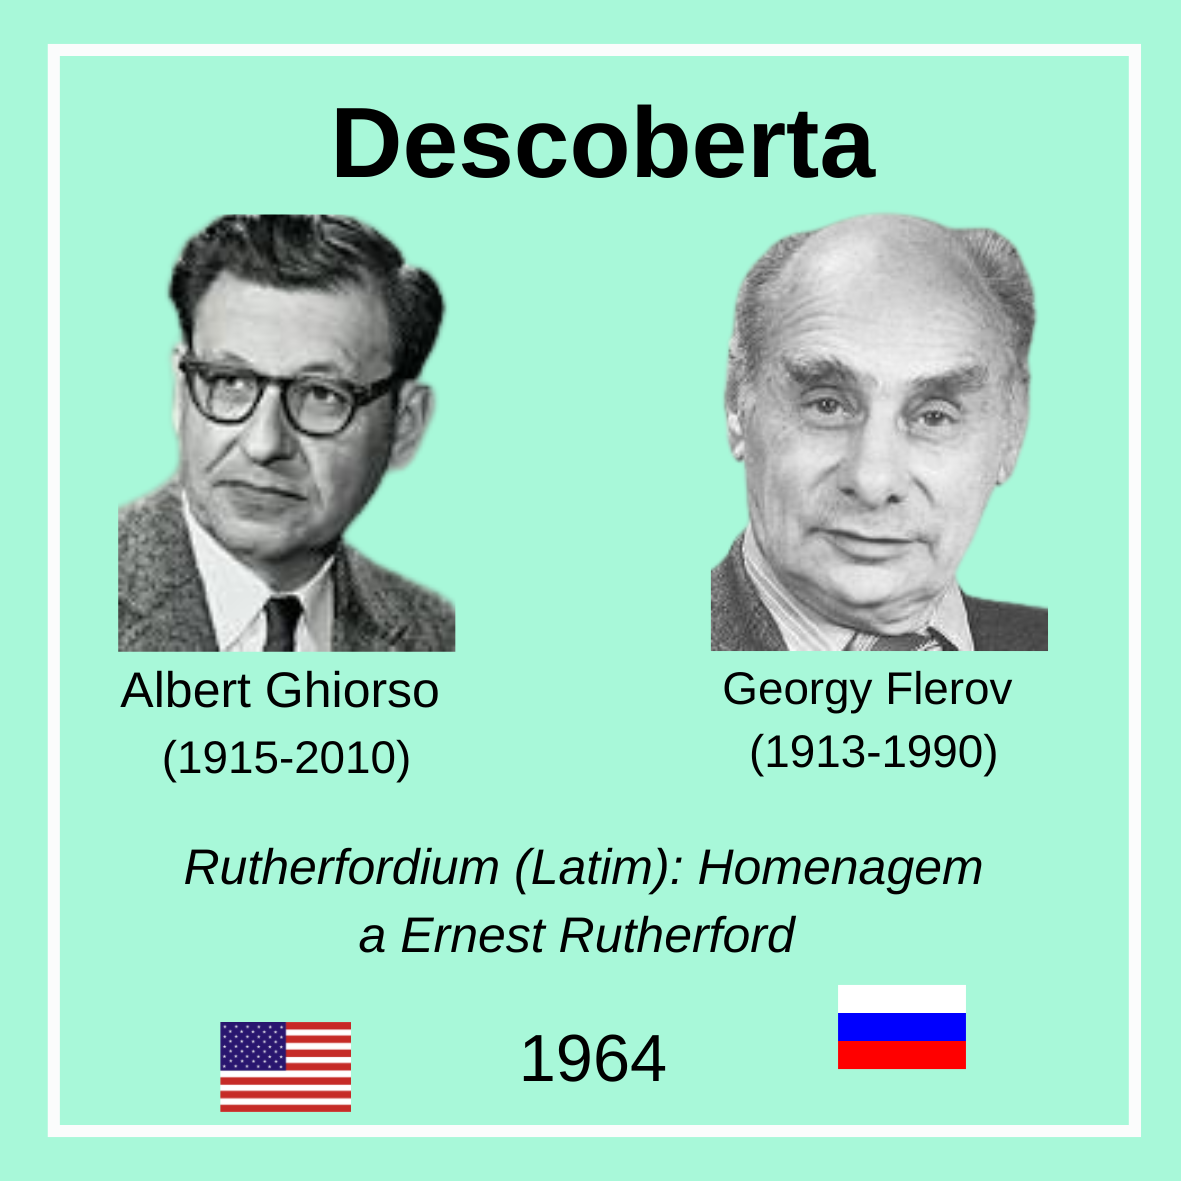 Descoberta
Albert Ghiorso
(1915-2010)
Georgy Flerov
(1913-1990)
Rutherfordium (Latim): Homenagem
a Ernest Rutherford
1964